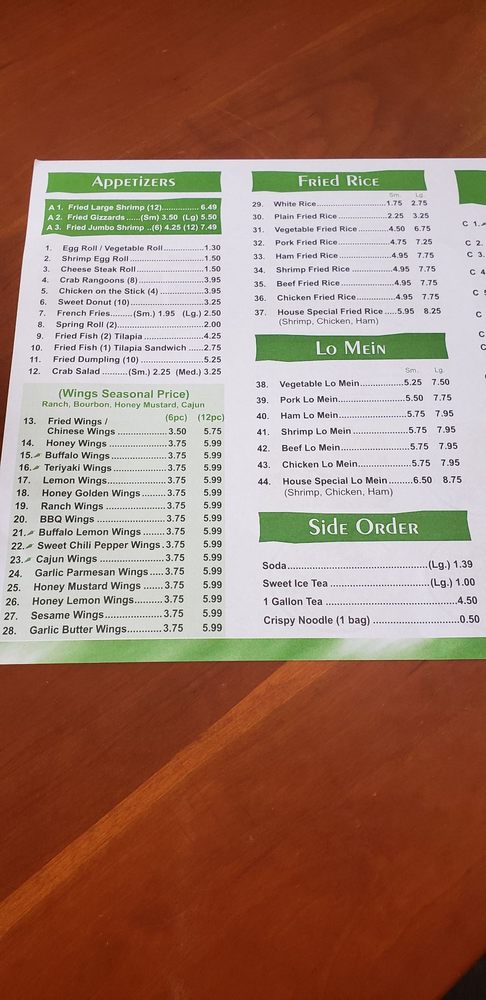 APPETIZERS
A 1. Fried Large Shrimp (12)............... 6.49
A 2. Fried Gizzards ......(Sm) 3.50 (Lg) 5.50
A 3. Fried Jumbo Shrimp ..(6) 4.25 (12) 7.49
1. Egg Roll / Vegetable Roll.............1.30
2. Shrimp Egg Roll .........................1.50
3. Cheese Steak Roll.......................1.50
4. Crab Rangoons (8)......................3.95
5. Chicken on the Stick (4) ..............3.95
6. Sweet Donut (10).........................3.25
7. French Fries.........(Sm.) 1.95 (Lg.) 2.50
8. Spring Roll (2)..............................2.00
9. Fried Fish (2) Tilapia ....................4.25
10. Fried Fish (1) Tilapia Sandwich .....2.75
11. Fried Dumpling (10) .....................5.25
12. Crab Salad ..........(Sm.) 2.25 (Med.) 3.25
(Wings Seasonal Price)
Ranch, Bourbon, Honey Mustard, Cajun
(6pc) (12pc)
13. Fried Wings /
Chinese Wings ................3.50 5.75
14. Honey Wings ..................3.75 5.99
15. Buffalo Wings .................3.75 5.99
16. Teriyaki Wings ................3.75 5.99
17. Lemon Wings..................3.75 5.99
18. Honey Golden Wings ........3.75 5.99
19. Ranch Wings ..................3.75 5.99
20. BBQ Wings ....................3.75 5.99
21. Buffalo Lemon Wings .......3.75 5.99
22. Sweet Chili Pepper Wings.3.75 5.99
23. Cajun Wings ..................3.75 5.99
24. Garlic Parmesan Wings ....3.75 5.99
25. Honey Mustard Wings ......3.75 5.99
26. Honey Lemon Wings.........3.75 5.99
27. Sesame Wings................3.75 5.99
28. Garlic Butter Wings...........3.75 5.99
FRIED RICE
Sm. Lg.
29. White Rice.........................1.75 2.75
30. Plain Fried Rice..................2.25 3.25
31. Vegetable Fried Rice............4.50 6.75
32. Pork Fried Rice...................4.75 7.25
33. Ham Fried Rice...................4.95 7.75
34. Shrimp Fried Rice ...............4.95 7.75
35. Beef Fried Rice...................4.95 7.75
36. Chicken Fried Rice...............4.95 7.75
37. House Special Fried Rice .....5.95 8.25
(Shrimp, Chicken, Ham)
LO MEIN
Sm. Lg.
38. Vegetable Lo Mein...............5.25 7.50
39. Pork Lo Mein......................5.50 7.75
40. Ham Lo Mein......................5.75 7.95
41. Shrimp Lo Mein..................5.75 7.95
42. Beef Lo Mein.....................5.75 7.95
43. Chicken Lo Mein.................5.75 7.95
44. House Special Lo Mein........6.50 8.75
(Shrimp, Chicken, Ham)
SIDE ORDER
Soda................................................(Lg.) 1.39
Sweet Ice Tea ...................................(Lg.) 1.00
1 Gallon Tea ...........................................4.50
Crispy Noodle (1 bag) .............................0.50
C 1.
C 2.
C 3.
C 4
C
C
C
C